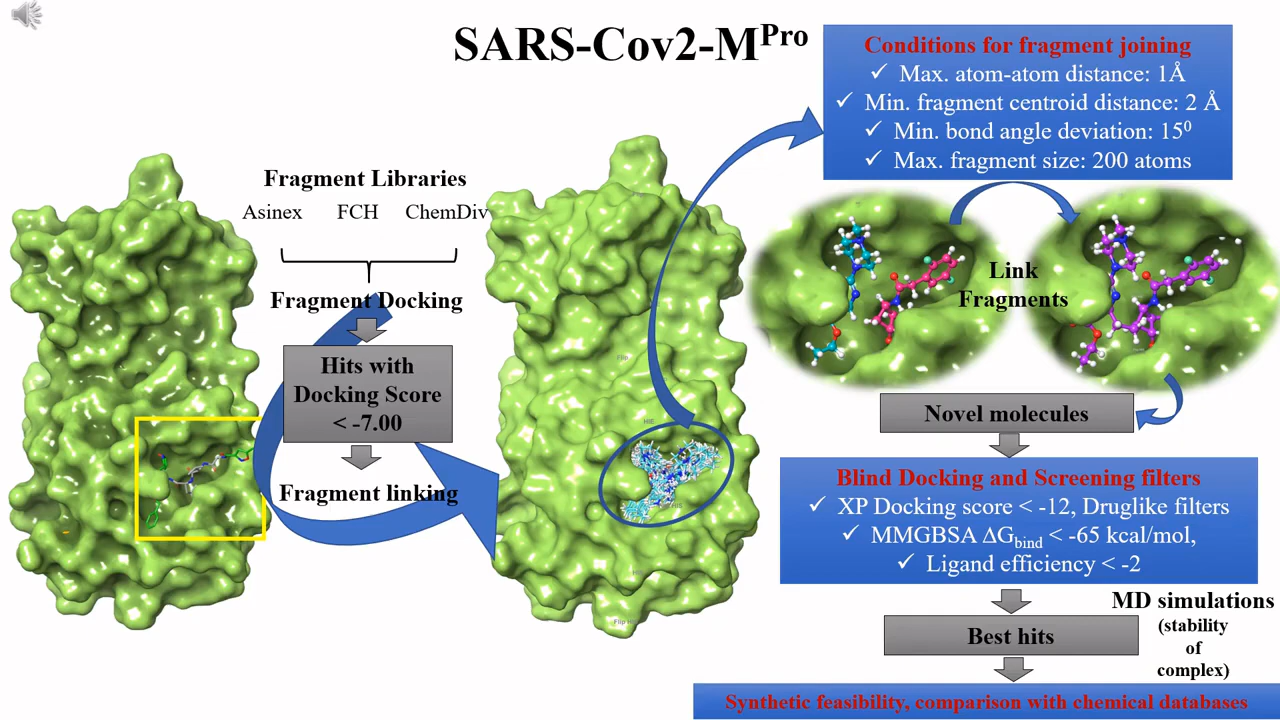 SARS-Cov2-M^Pro
Fragment Libraries
Asinex FCH ChemDiv
Fragment Docking
Hits with
Docking Score
< -7.00
Fragment linking
Flip
HIE
Conditions for fragment joining
✓ Max. atom-atom distance: 1Å
✓ Min. fragment centroid distance: 2 Å
✓ Min. bond angle deviation: 15⁰
✓ Max. fragment size: 200 atoms
Link
Fragments
Novel molecules
Blind Docking and Screening filters
✓ XP Docking score < -12, Druglike filters
✓ MMGBSA ΔG_bind < -65 kcal/mol,
✓ Ligand efficiency < -2
MD simulations
(stability
of
complex)
Best hits
Synthetic feasibility, comparison with chemical databases